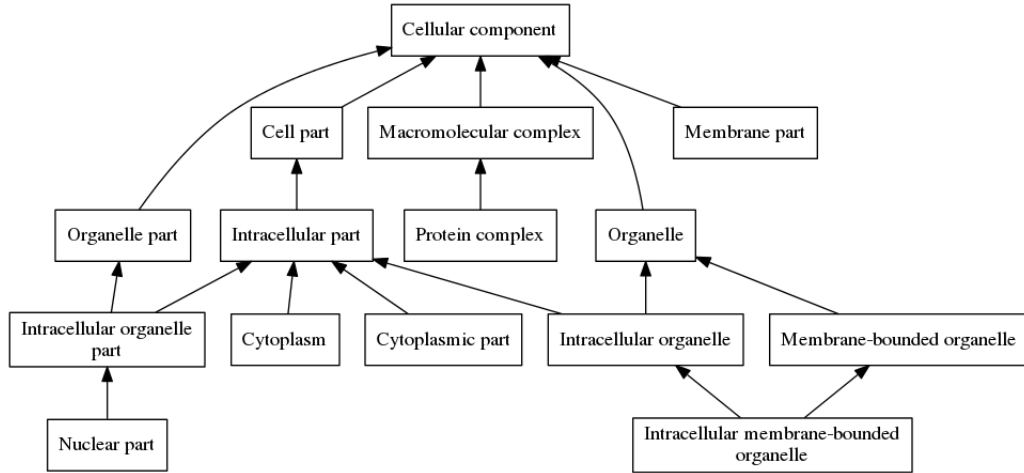 Cellular component
Cell part
Macromolecular complex
Membrane part
Organelle part
Intracellular part
Protein complex
Organelle
Intracellular organelle
part
Cytoplasm
Cytoplasmic part
Intracellular organelle
Membrane-bounded organelle
Nuclear part
Intracellular membrane-bounded
organelle